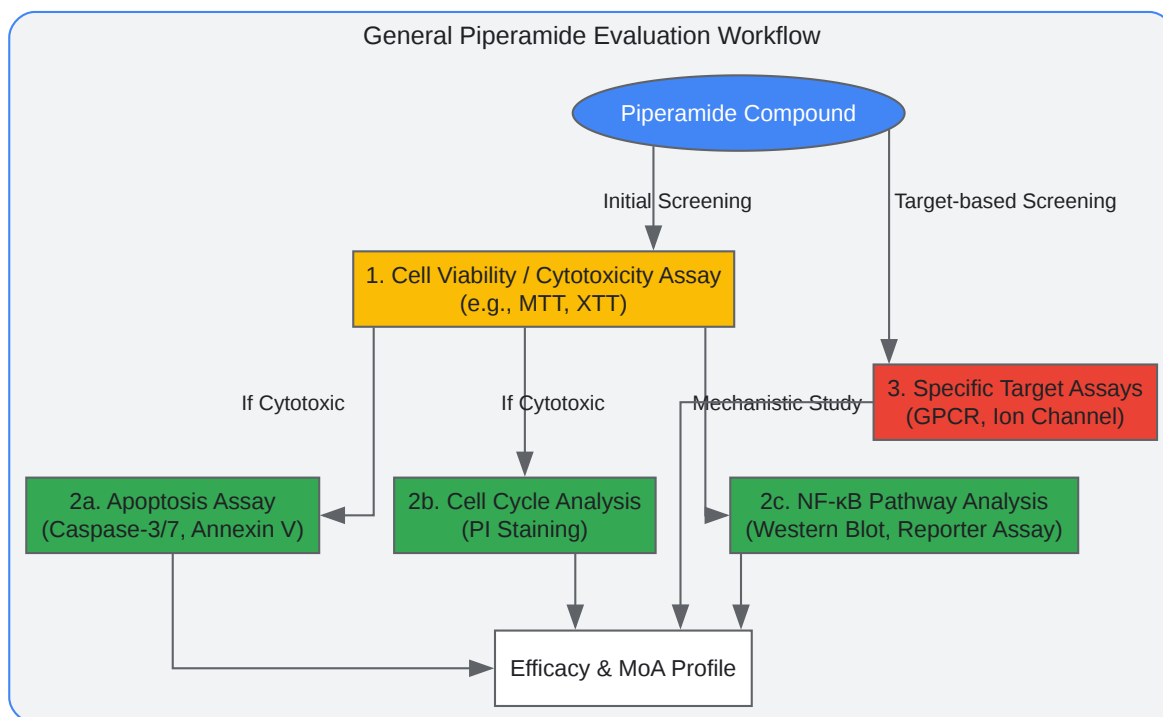 General Piperamide Evaluation Workflow
Piperamide Compound
Initial Screening
Target-based Screening
1. Cell Viability / Cytotoxicity Assay
(e.g., MTT, XTT)
3. Specific Target Assays
(GPCR, Ion Channel)
If Cytotoxic
If Cytotoxic
Mechanistic Study
2a. Apoptosis Assay
(Caspase-3/7, Annexin V)
2b. Cell Cycle Analysis
(PI Staining)
2c. NF-κB Pathway Analysis
(Western Blot, Reporter Assay)
Efficacy & MoA Profile